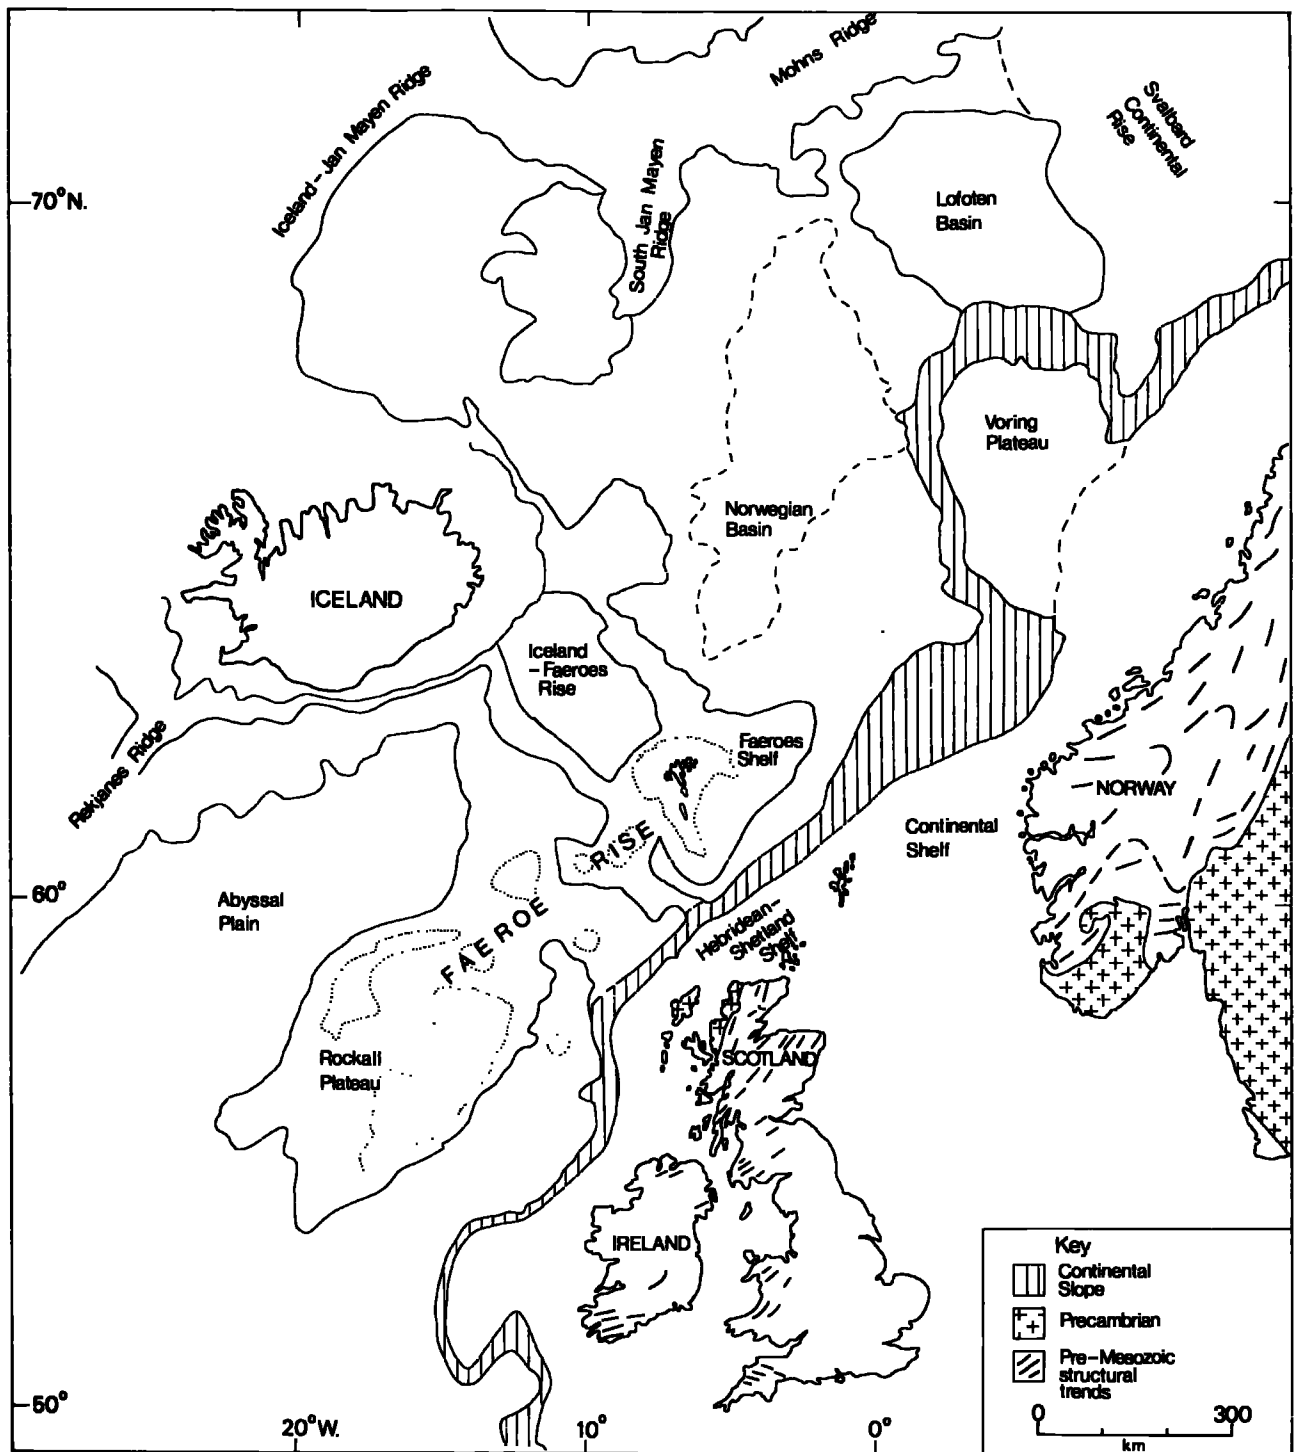 Mohns Ridge
Iceland-Jan Mayen Ridge
Svalbard
Continental
Rise
70°N.
South Jan Mayen
Ridge
Lofoten
Basin
Voring
Plateau
Norwegian
Basin
ICELAND
Iceland
-Faeroes
Rise
Rekjanes Ridge
Faeroes
Shelf
NORWAY
Continental
Shelf
FAEROE RISE
60°
Abyssal
Plain
Hebridean-
Shetland
Shelf
Rockall
Plateau
SCOTLAND
IRELAND
50°
20°W.
10°
0°
Key
Continental
Slope
Precambrian
Pre-Mesozoic
structural
trends
0 300
km